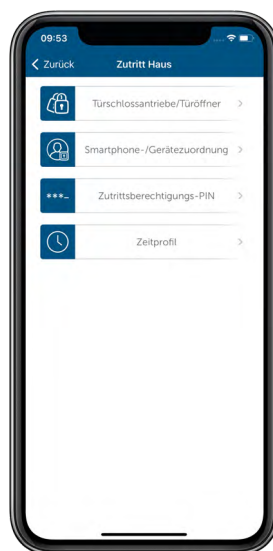 09:53
Zurück Zutritt Haus
Türschlossantriebe/Türöffner
Smartphone-/Gerätezuordnung
***_ Zutrittsberechtigungs-PIN
Zeitprofil